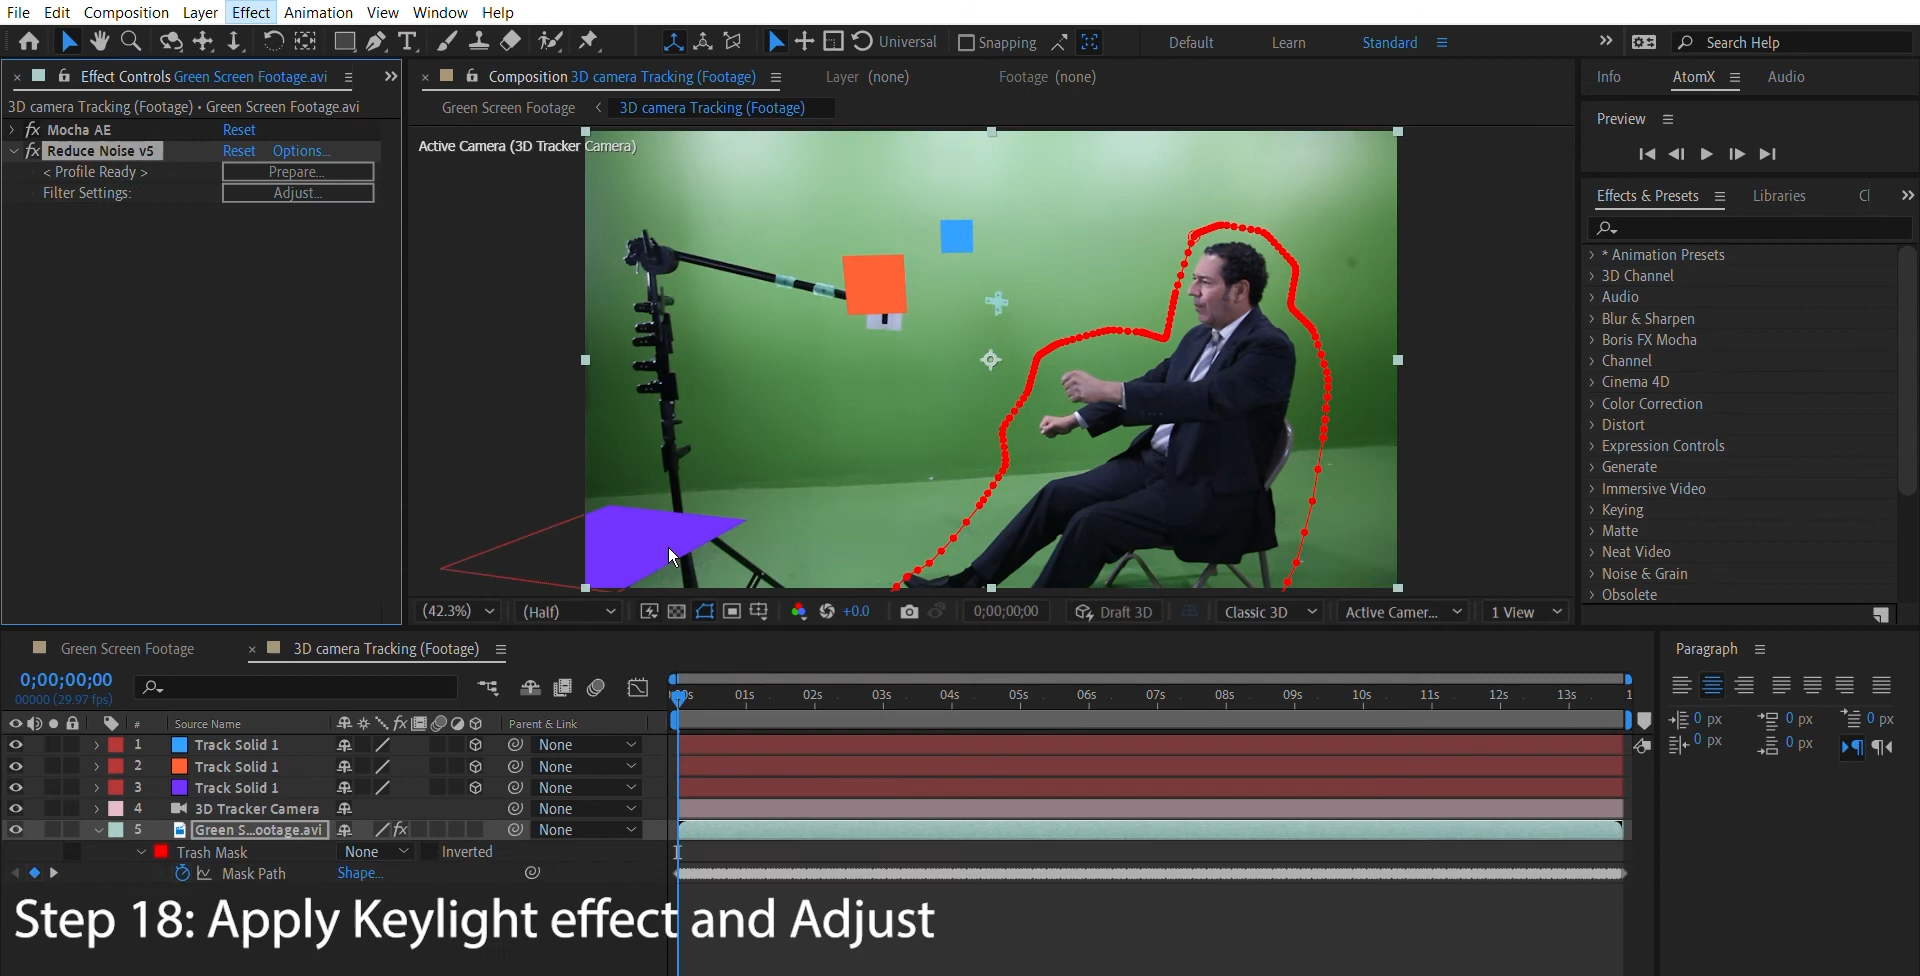 File Edit Composition Layer Effect Animation View Window Help
Universal Snapping Default Learn Standard Search Help
× Effect Controls Green Screen Footage.avi
3D camera Tracking (Footage) • Green Screen Footage.avi
fx Mocha AE Reset
fx Reduce Noise v5 Reset Options...
< Profile Ready > Prepare...
Filter Settings: Adjust...
× Composition 3D camera Tracking (Footage) Layer (none) Footage (none)
Green Screen Footage < 3D camera Tracking (Footage)
Active Camera (3D Tracker Camera)
(42.3%) (Half) +0.0 0;00;00;00 Draft 3D Classic 3D Active Camer... 1 View
Info AtomX Audio
Preview
Effects & Presets Libraries
* Animation Presets
3D Channel
Audio
Blur & Sharpen
Boris FX Mocha
Channel
Cinema 4D
Color Correction
Distort
Expression Controls
Generate
Immersive Video
Keying
Matte
Neat Video
Noise & Grain
Obsolete
Green Screen Footage × 3D camera Tracking (Footage)
0;00;00;00
00000 (29.97 fps)
01s 02s 03s 04s 05s 06s 07s 08s 09s 10s 11s 12s 13s
# Source Name fx Parent & Link
1 Track Solid 1 None
2 Track Solid 1 None
3 Track Solid 1 None
4 3D Tracker Camera None
5 Green S...ootage.avi fx None
Trash Mask None Inverted
Mask Path Shape...
Paragraph
0 px 0 px 0 px
0 px 0 px
Step 18: Apply Keylight effect and Adjust